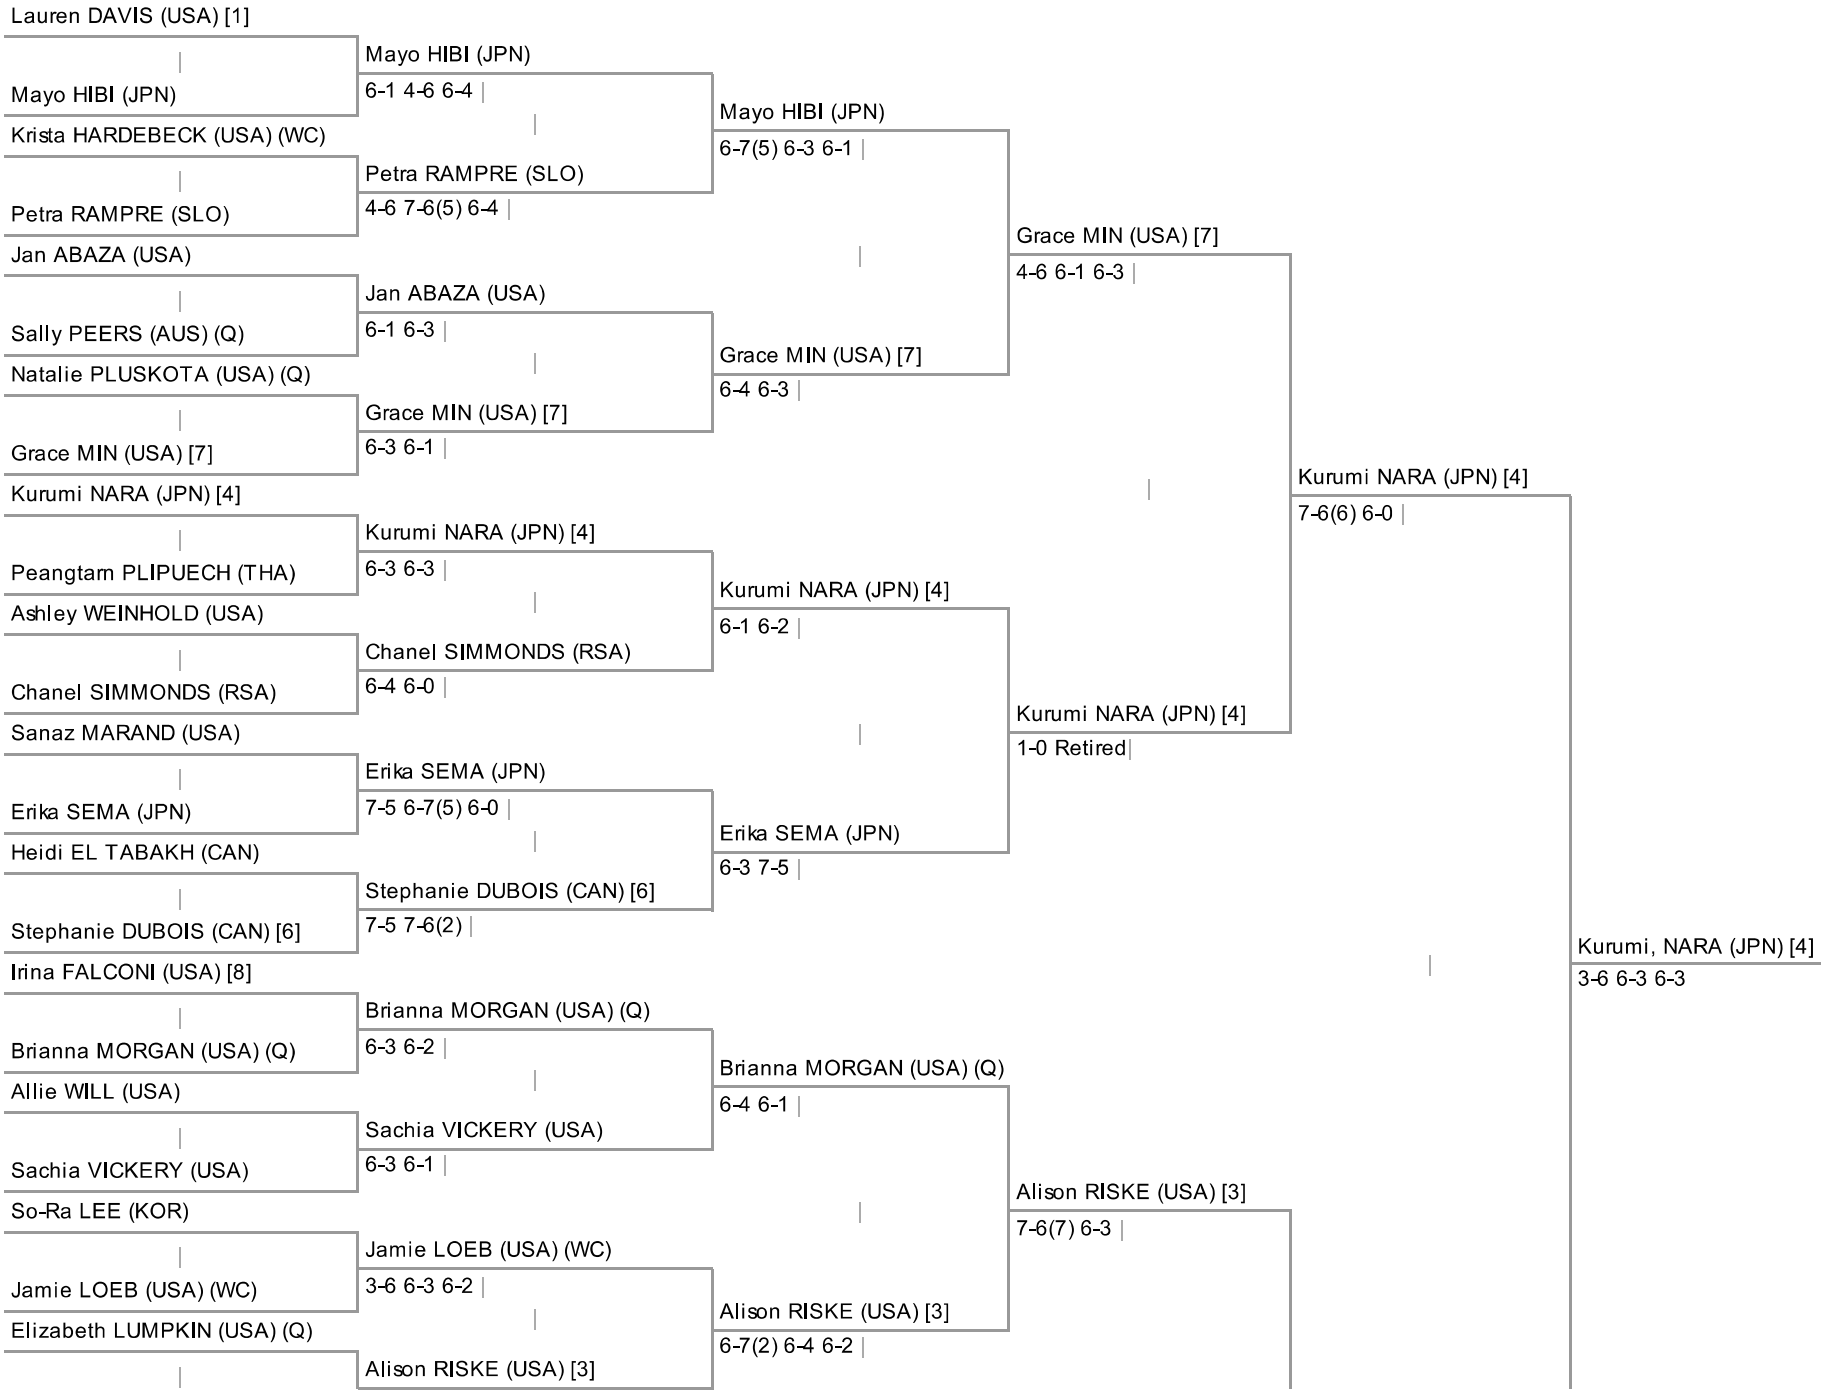 Lauren DAVIS (USA) [1]
Mayo HIBI (JPN)
6-1 4-6 6-4
Mayo HIBI (JPN)
Mayo HIBI (JPN)
6-7(5) 6-3 6-1
Krista HARDEBECK (USA) (WC)
Petra RAMPRE (SLO)
4-6 7-6(5) 6-4
Petra RAMPRE (SLO)
Grace MIN (USA) [7]
4-6 6-1 6-3
Jan ABAZA (USA)
Jan ABAZA (USA)
6-1 6-3
Sally PEERS (AUS) (Q)
Grace MIN (USA) [7]
6-4 6-3
Natalie PLUSKOTA (USA) (Q)
Grace MIN (USA) [7]
6-3 6-1
Grace MIN (USA) [7]
Kurumi NARA (JPN) [4]
7-6(6) 6-0
Kurumi NARA (JPN) [4]
Kurumi NARA (JPN) [4]
6-3 6-3
Peangtarn PLIPUECH (THA)
Kurumi NARA (JPN) [4]
6-1 6-2
Ashley WEINHOLD (USA)
Chanel SIMMONDS (RSA)
6-4 6-0
Chanel SIMMONDS (RSA)
Kurumi NARA (JPN) [4]
1-0 Retired
Sanaz MARAND (USA)
Erika SEMA (JPN)
7-5 6-7(5) 6-0
Erika SEMA (JPN)
Erika SEMA (JPN)
6-3 7-5
Heidi EL TABAKH (CAN)
Stephanie DUBOIS (CAN) [6]
7-5 7-6(2)
Stephanie DUBOIS (CAN) [6]
Kurumi, NARA (JPN) [4]
3-6 6-3 6-3
Irina FALCONI (USA) [8]
Brianna MORGAN (USA) (Q)
6-3 6-2
Brianna MORGAN (USA) (Q)
Brianna MORGAN (USA) (Q)
6-4 6-1
Allie WILL (USA)
Sachia VICKERY (USA)
6-3 6-1
Sachia VICKERY (USA)
Alison RISKE (USA) [3]
7-6(7) 6-3
So-Ra LEE (KOR)
Jamie LOEB (USA) (WC)
3-6 6-3 6-2
Jamie LOEB (USA) (WC)
Alison RISKE (USA) [3]
6-7(2) 6-4 6-2
Elizabeth LUMPKIN (USA) (Q)
Alison RISKE (USA) [3]